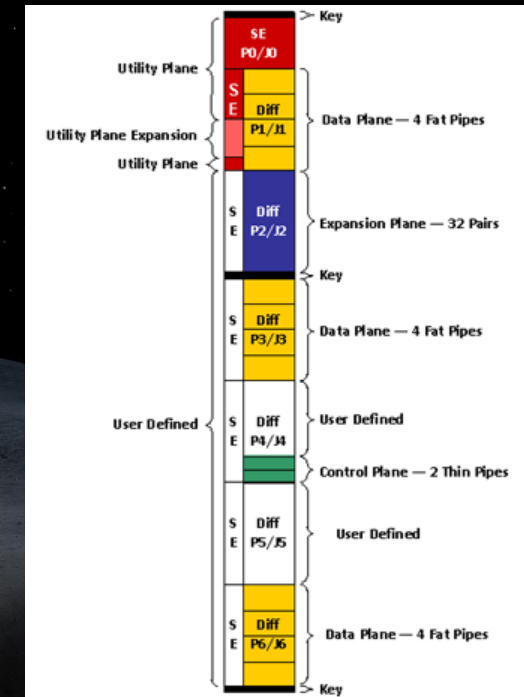 Key
SE
P0/J0
Utility Plane
S
E
Diff
P1/J1
Data Plane — 4 Fat Pipes
Utility Plane Expansion
Utility Plane
S
E
Diff
P2/J2
Expansion Plane — 32 Pairs
Key
S
E
Diff
P3/J3
Data Plane — 4 Fat Pipes
User Defined
S
E
Diff
P4/J4
User Defined
Control Plane — 2 Thin Pipes
S
E
Diff
P5/J5
User Defined
S
E
Diff
P6/J6
Data Plane — 4 Fat Pipes
Key